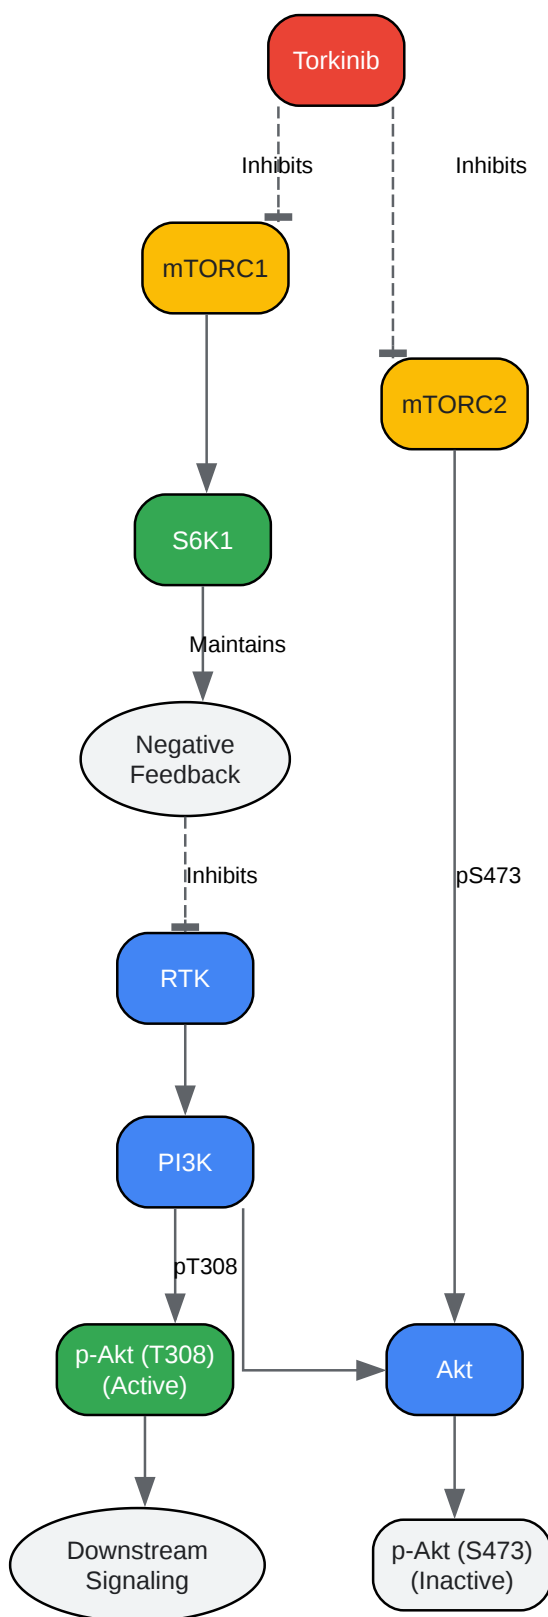 Torkinib
Inhibits
Inhibits
mTORC1
mTORC2
S6K1
Maintains
Negative
Feedback
Inhibits
pS473
RTK
PI3K
pT308
p-Akt (T308)
(Active)
Akt
Downstream
Signaling
p-Akt (S473)
(Inactive)